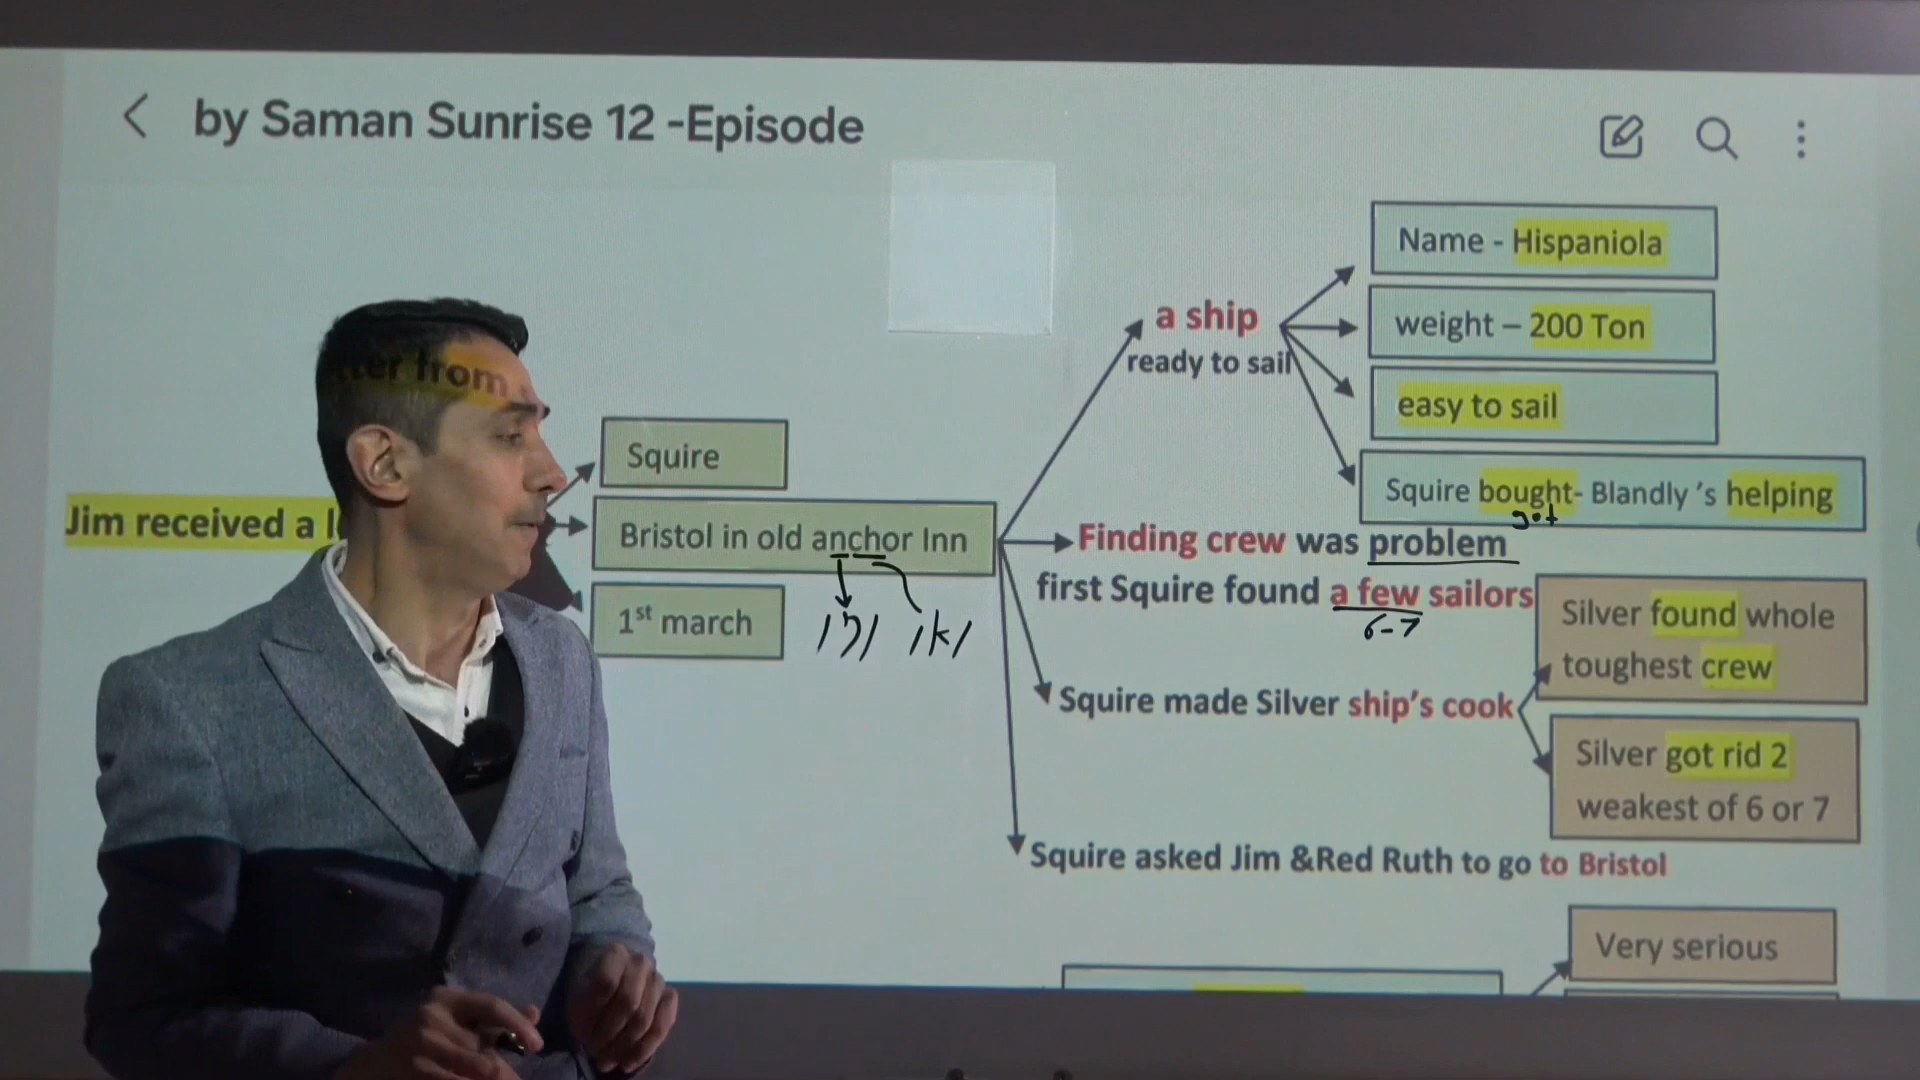 by Saman Sunrise 12 -Episode
Name - Hispaniola
weight – 200 Ton
easy to sail
Squire bought- Blandly 's helping
got
a ship
ready to sail
Jim received a
tter from
Squire
Bristol in old anchor Inn
1st march
/ŋ/ /k/
Finding crew was problem
first Squire found a few sailors
6-7
Silver found whole
toughest crew
Squire made Silver ship's cook
Silver got rid 2
weakest of 6 or 7
Squire asked Jim &Red Ruth to go to Bristol
Very serious